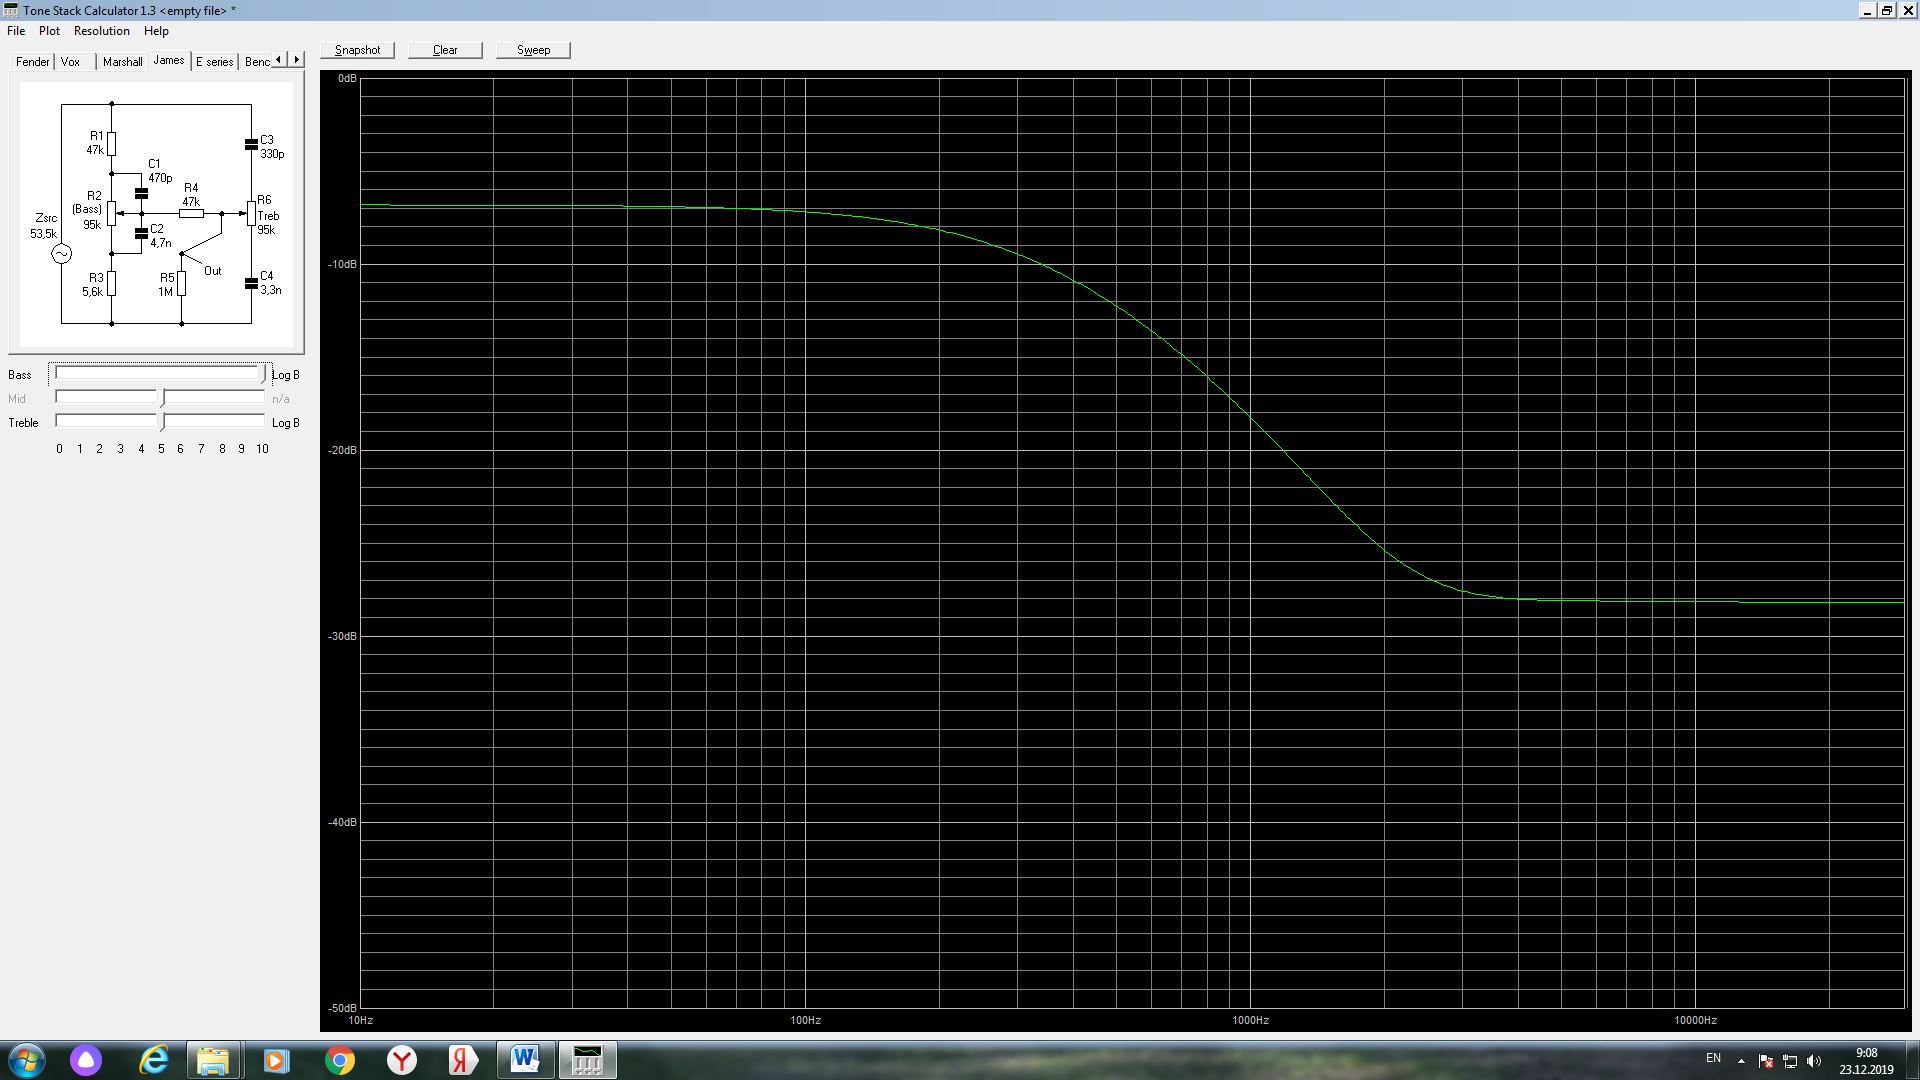 Tone Stack Calculator 1.3 <empty file> *
File Plot Resolution Help
Snapshot Clear Sweep
Fender Vox Marshall James E series Benc
R1
47k
C1
470p
C3
330p
R2
(Bass)
95k
R4
47k
R6
Treb
95k
Zsrc
53,5k
C2
4,7n
Out
R3
5,6k
R5
1M
C4
3,3n
Bass Log B
Mid n/a
Treble Log B
0 1 2 3 4 5 6 7 8 9 10
0dB
-10dB
-20dB
-30dB
-40dB
-50dB
10Hz 100Hz 1000Hz 10000Hz
EN
9:08
23.12.2019